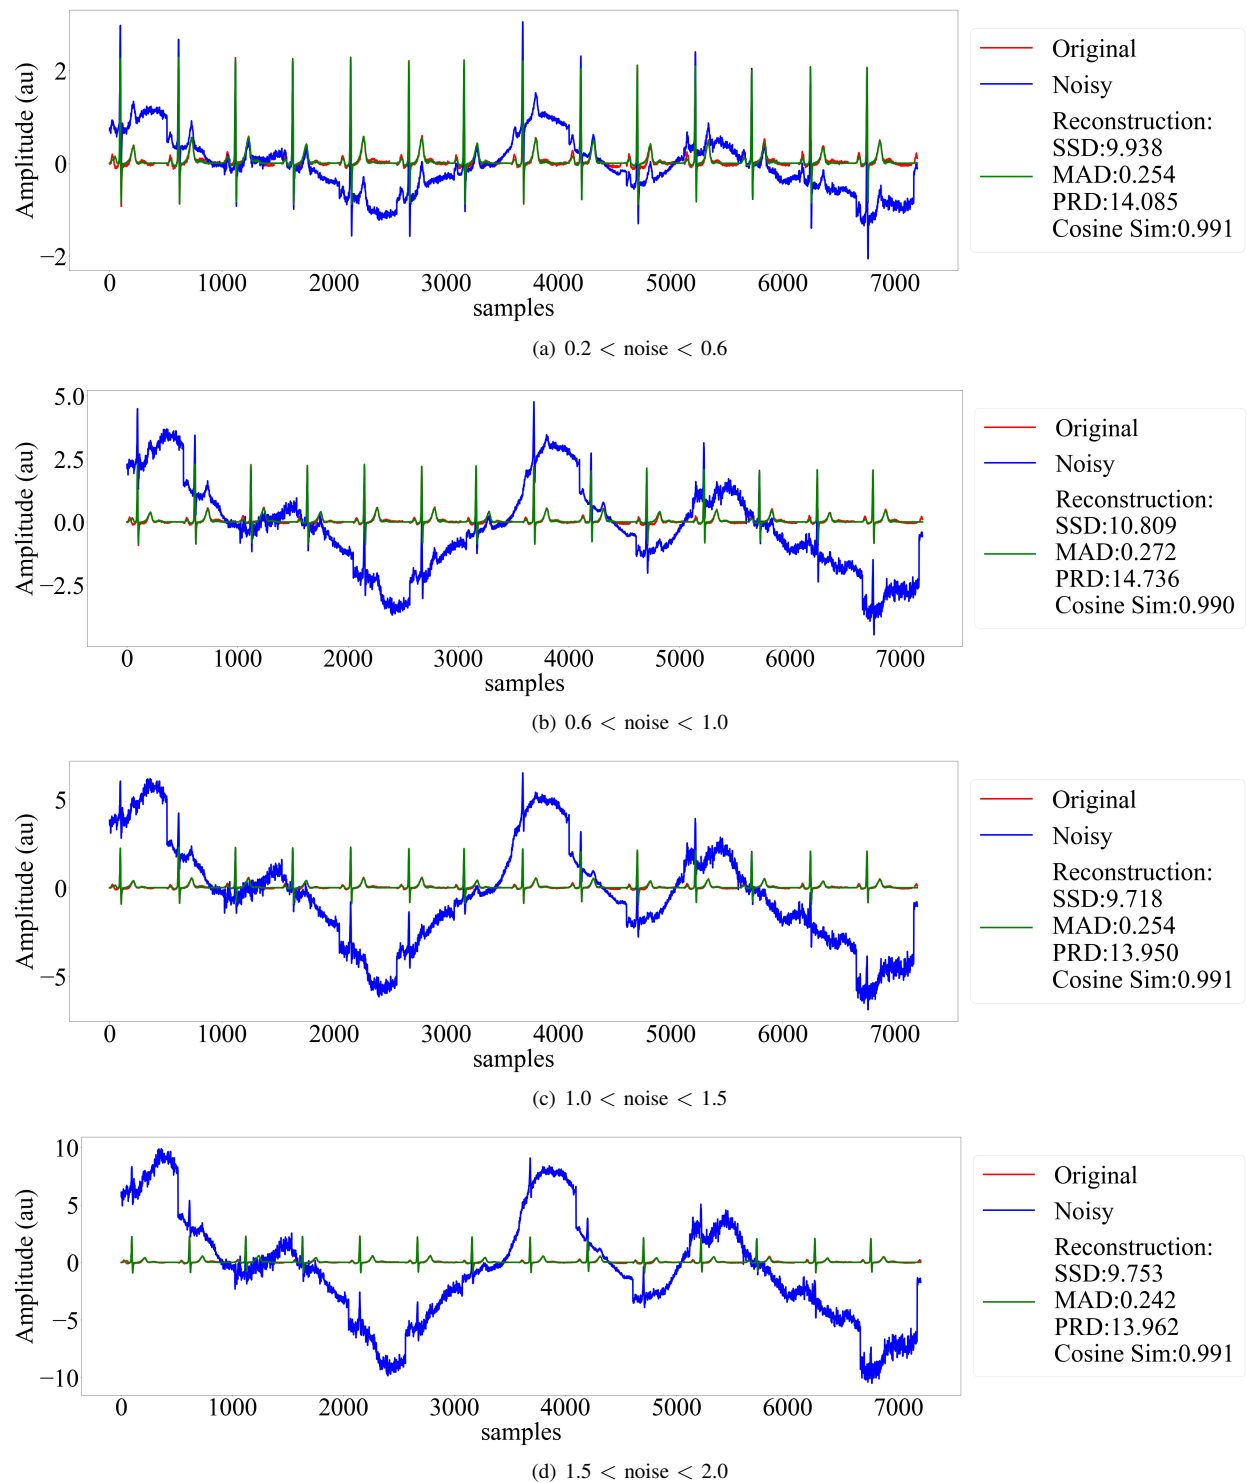 2
0
−2
Amplitude (au)
0 1000 2000 3000 4000 5000 6000 7000
samples
Original
Noisy
Reconstruction:
SSD:9.938
MAD:0.254
PRD:14.085
Cosine Sim:0.991
(a) 0.2 < noise < 0.6
5.0
2.5
0.0
−2.5
Amplitude (au)
0 1000 2000 3000 4000 5000 6000 7000
samples
Original
Noisy
Reconstruction:
SSD:10.809
MAD:0.272
PRD:14.736
Cosine Sim:0.990
(b) 0.6 < noise < 1.0
5
0
−5
Amplitude (au)
0 1000 2000 3000 4000 5000 6000 7000
samples
Original
Noisy
Reconstruction:
SSD:9.718
MAD:0.254
PRD:13.950
Cosine Sim:0.991
(c) 1.0 < noise < 1.5
10
5
0
−5
−10
Amplitude (au)
0 1000 2000 3000 4000 5000 6000 7000
samples
Original
Noisy
Reconstruction:
SSD:9.753
MAD:0.242
PRD:13.962
Cosine Sim:0.991
(d) 1.5 < noise < 2.0